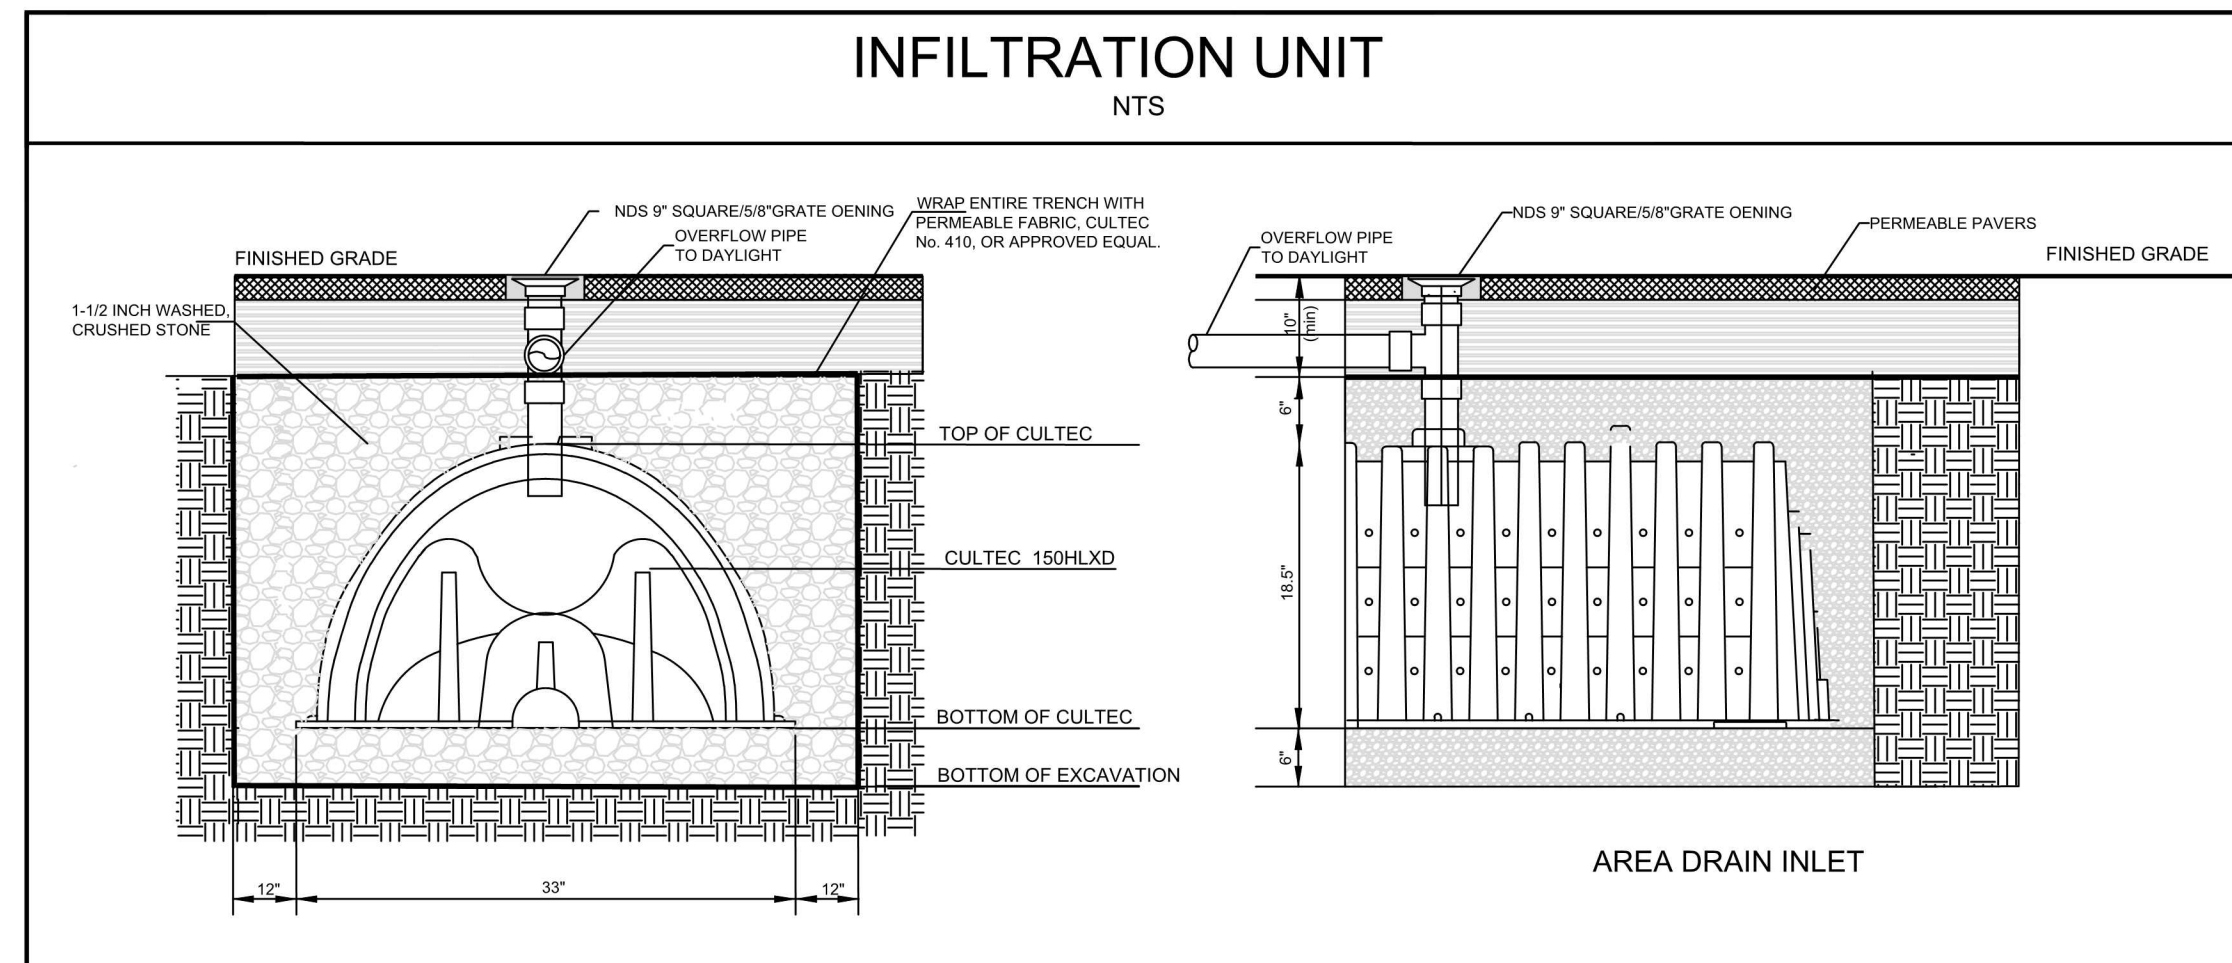 INFILTRATION UNIT
NTS
NDS 9" SQUARE/5/8"GRATE OENING
WRAP ENTIRE TRENCH WITH
PERMEABLE FABRIC, CULTEC
No. 410, OR APPROVED EQUAL.
OVERFLOW PIPE
TO DAYLIGHT
FINISHED GRADE
1-1/2 INCH WASHED,
CRUSHED STONE
TOP OF CULTEC
CULTEC 150HLXD
BOTTOM OF CULTEC
BOTTOM OF EXCAVATION
12"
33"
12"
NDS 9" SQUARE/5/8"GRATE OENING
PERMEABLE PAVERS
OVERFLOW PIPE
TO DAYLIGHT
FINISHED GRADE
10"
(min)
6"
18.5"
6"
AREA DRAIN INLET